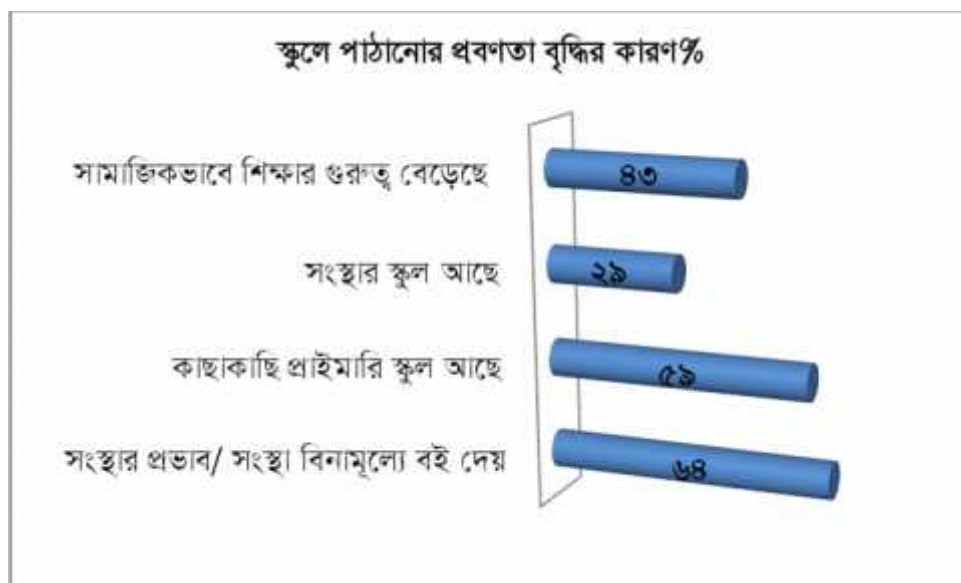 স্কুলে পাঠানোর প্রবণতা বৃদ্ধির কারণ%
সামাজিকভাবে শিক্ষার গুরুত্ব বেড়েছে
৪৩
সংস্থার স্কুল আছে
২৯
কাছাকাছি প্রাইমারি স্কুল আছে
৫৯
সংস্থার প্রভাব/ সংস্থা বিনামূল্যে বই দেয়
৬৪